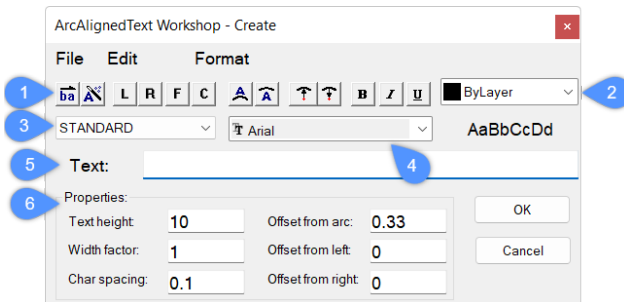 ArcAlignedText Workshop - Create ×
File Edit Format
1 ba A L R F C A A T T B I U ByLayer 2
3 STANDARD Arial AaBbCcDd
5 Text: 4
6 Properties:
Text height: 10 Offset from arc: 0.33 OK
Width factor: 1 Offset from left: 0 Cancel
Char spacing: 0.1 Offset from right: 0